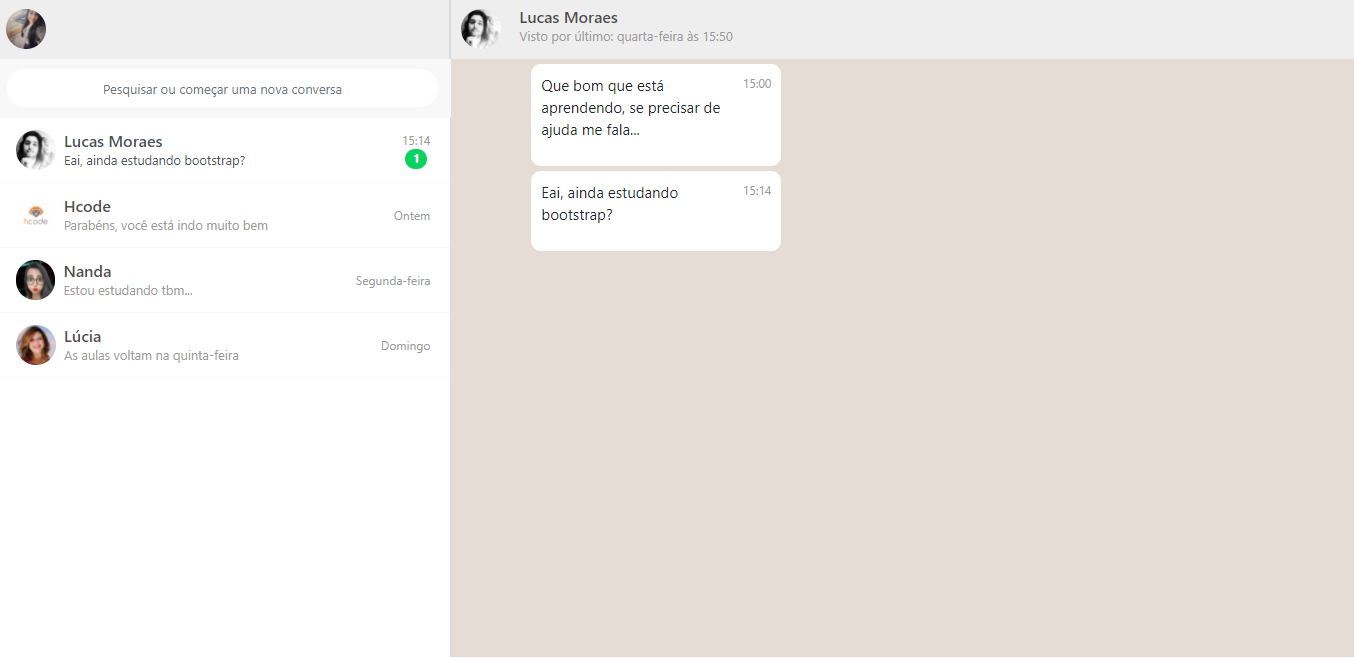 Lucas Moraes
Visto por último: quarta-feira às 15:50
Pesquisar ou começar uma nova conversa
Lucas Moraes
15:14
Eai, ainda estudando bootstrap?
1
Hcode
Ontem
Parabéns, você está indo muito bem
hcode
Nanda
Segunda-feira
Estou estudando tbm...
Lúcia
Domingo
As aulas voltam na quinta-feira
Que bom que está
15:00
aprendendo, se precisar de
ajuda me fala...
Eai, ainda estudando
15:14
bootstrap?